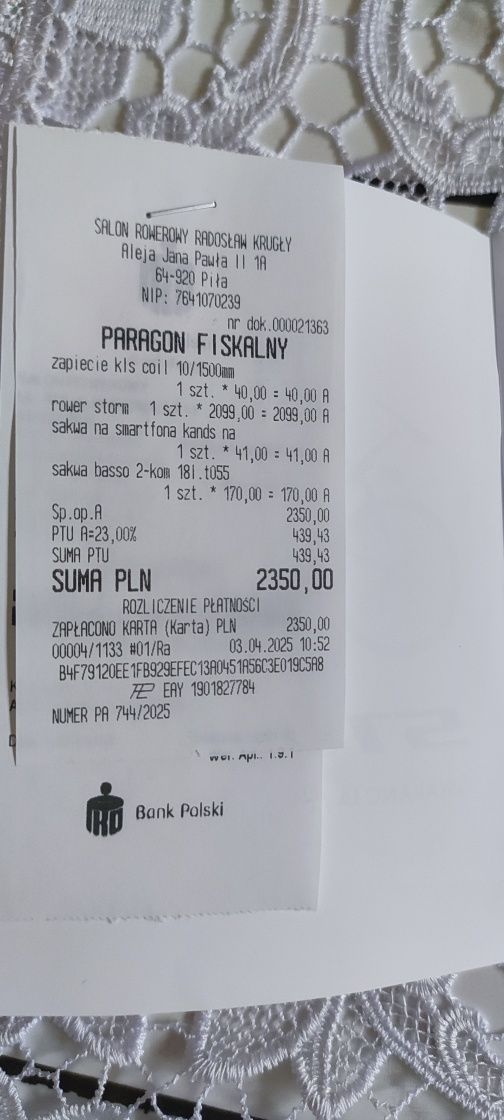 SALON ROWEROWY RADOSŁAW KRUGŁY
Aleja Jana Pawła II 1A
64-920 Piła
NIP: 7641070239
nr dok.000021363
PARAGON FISKALNY
zapiecie kls coil 10/1500mm
1 szt. * 40,00 = 40,00 A
rower storm 1 szt. * 2099,00 = 2099,00 A
sakwa na smartfona kands na
1 szt. * 41,00 = 41,00 A
sakwa basso 2-kom 18l.t055
1 szt. * 170,00 = 170,00 A
Sp.op.A 2350,00
PTU A=23,00% 439,43
SUMA PTU 439,43
SUMA PLN 2350,00
ROZLICZENIE PŁATNOŚCI
ZAPŁACONO KARTA (Karta) PLN 2350,00
00004/1133 #01/Ra 03.04.2025 10:52
B4F79120EE1FB929EFEC13A0451A56C3E019C5A8
EAY 1901827784
NUMER PA 744/2025
Bank Polski